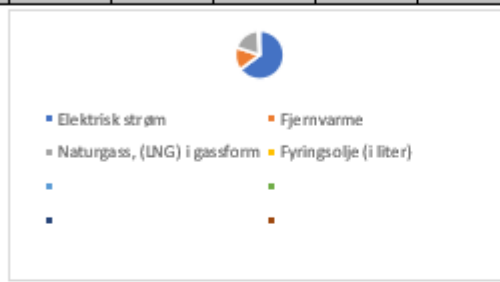 Elektrisk strøm Fjernvarme
Naturgass, (LNG) i gassform Fyringsolje (i liter)